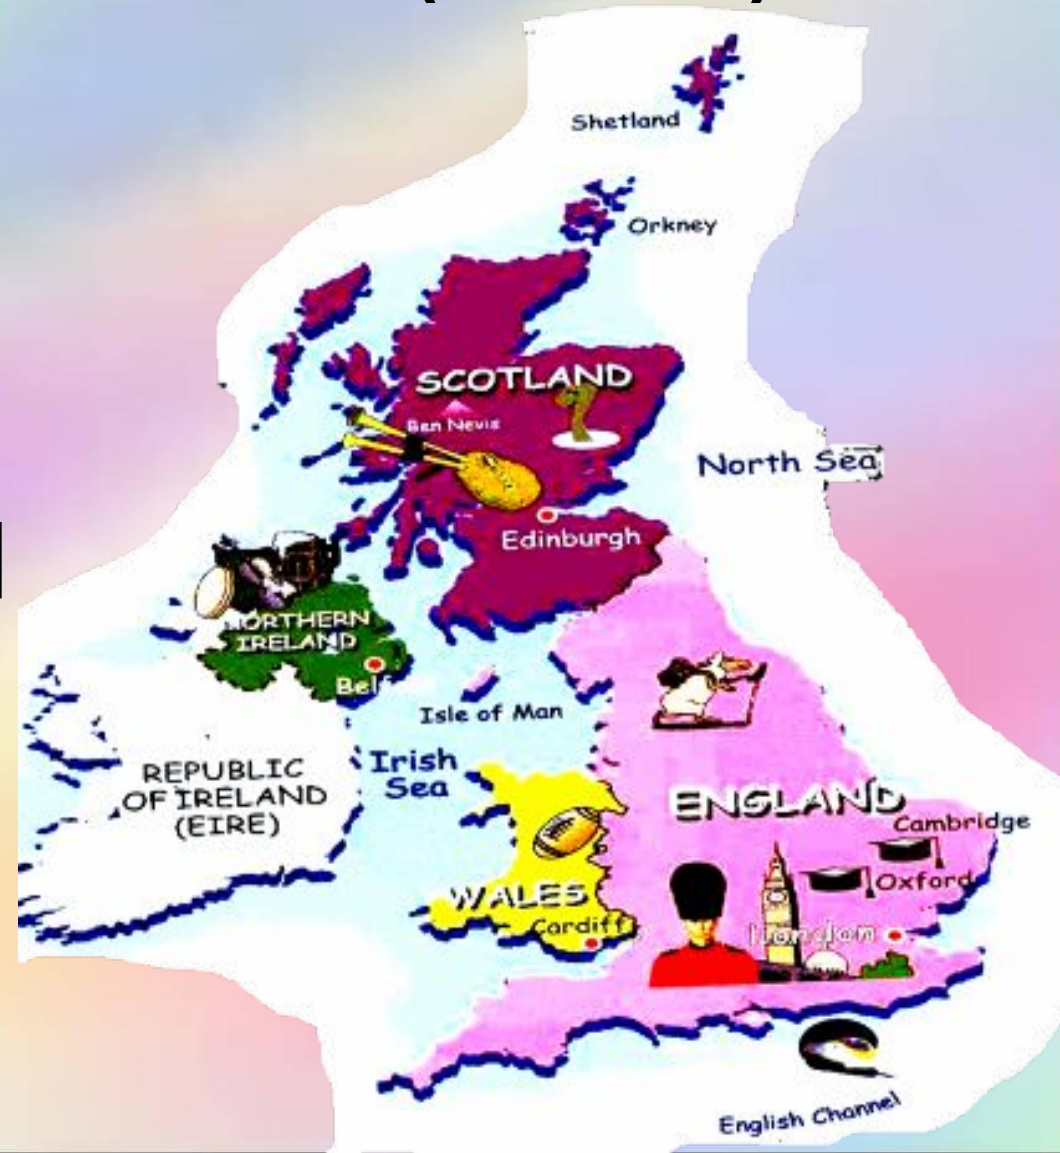 Shetland
Orkney
SCOTLAND
Ben Nevis
North Sea
Edinburgh
NORTHERN
IRELAND
Isle of Man
Irish
Sea
REPUBLIC
OF IRELAND
(EIRE)
ENGLAND
Cambridge
Oxford
WALES
Cardiff
London
English Channel